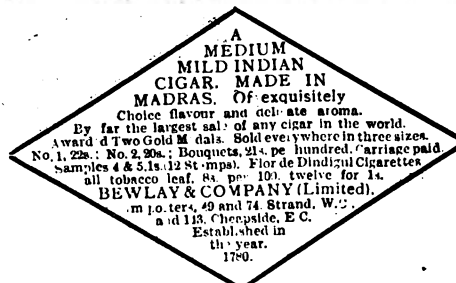 A
MEDIUM
MILD INDIAN
CIGAR. MADE IN
MADRAS. Of exquisitely
Choice flavour and delicate aroma.
By far the largest sale of any cigar in the world.
Awarded Two Gold Medals. Sold everywhere in three sizes.
No. 1, 22s.; No. 2, 20s.; Bouquets, 21s. per hundred. Carriage paid.
Samples 4 & 5, 1s. (12 Stamps). Flor de Dindigul Cigarettes
all tobacco leaf, 8s. per 100, twelve for 1s.
BEWLAY & COMPANY (Limited).
Importers, 49 and 74, Strand, W.C.,
and 143, Cheapside, E C.
Established in
the year.
1780.